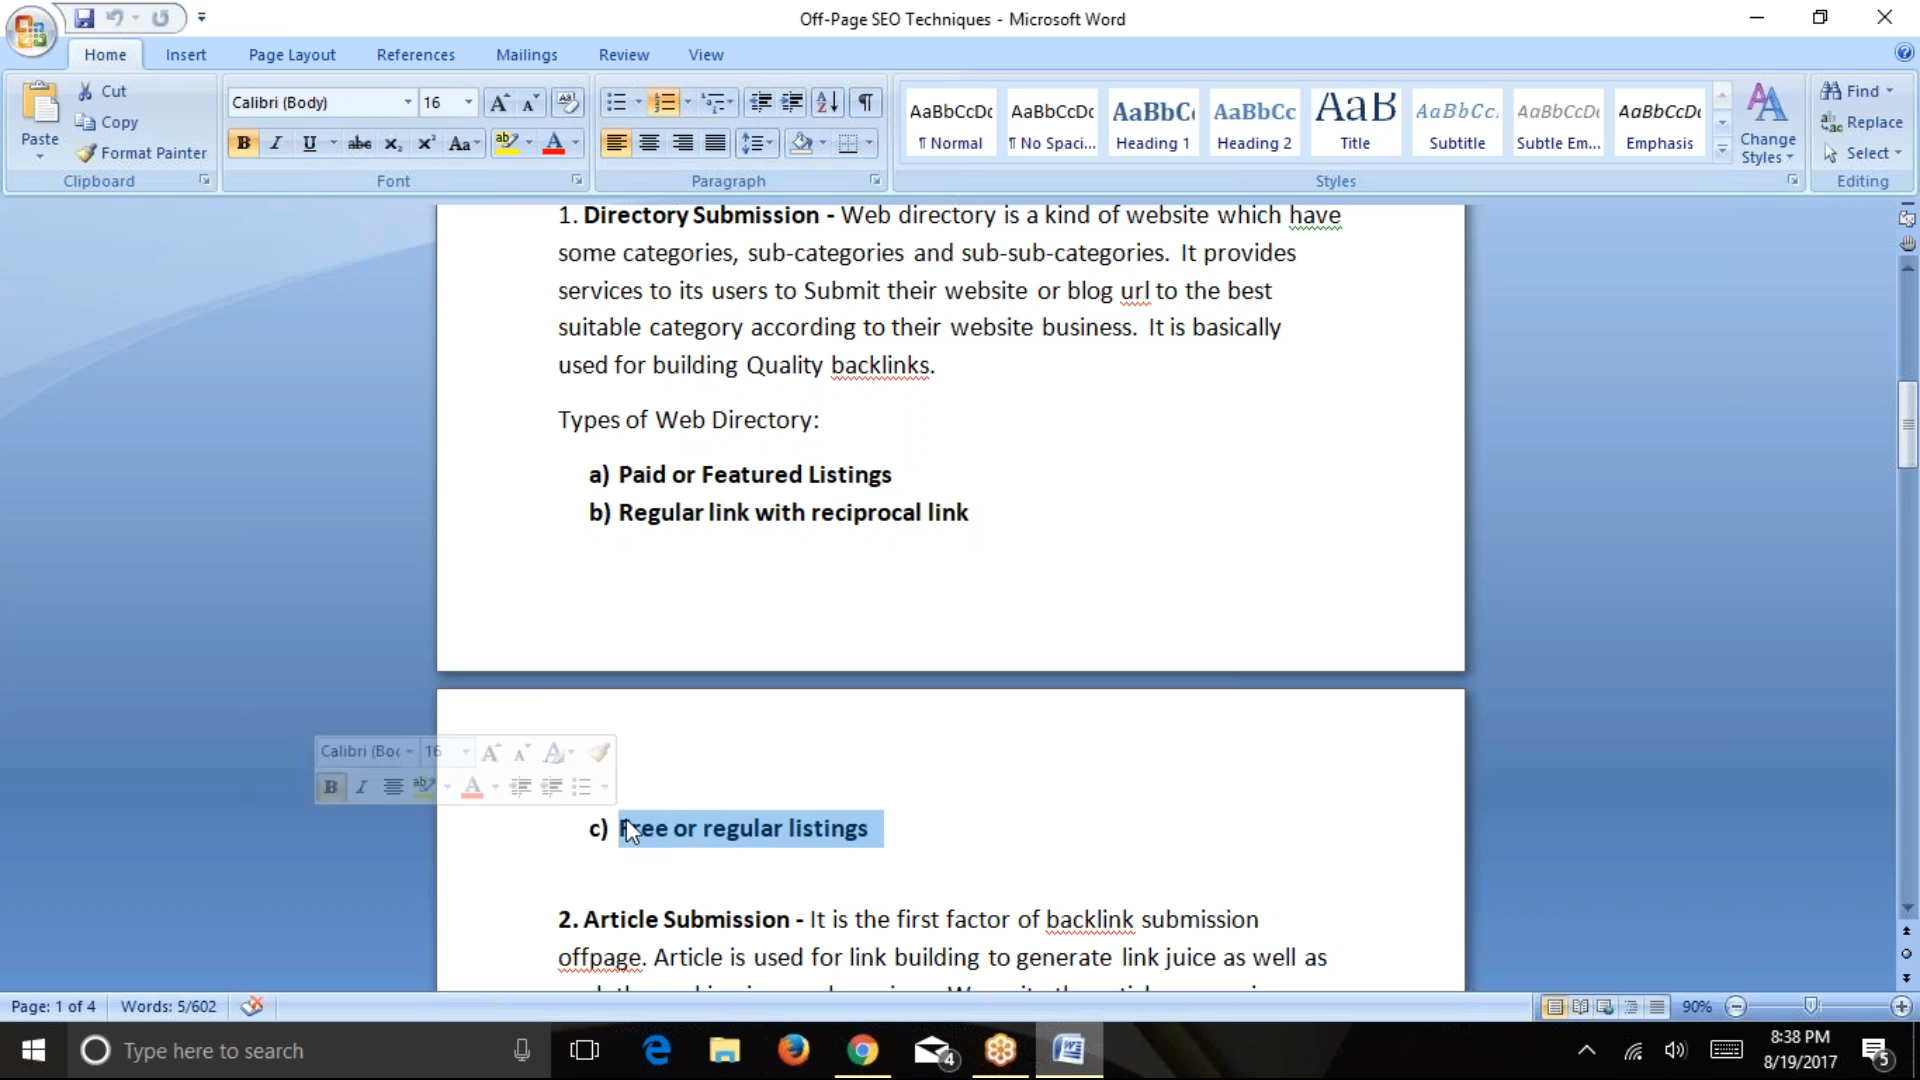 Off-Page SEO Techniques - Microsoft Word
Home Insert Page Layout References Mailings Review View
Paste
Cut
Copy
Format Painter
Clipboard
Calibri (Body) 16
Font
Paragraph
AaBbCcDc AaBbCcDc AaBbC AaBbCc AaB AaBbCc. AaBbCcDc AaBbCcDc
¶ Normal ¶ No Spaci... Heading 1 Heading 2 Title Subtitle Subtle Em... Emphasis
Change Styles
Styles
Find
Replace
Select
Editing
1. Directory Submission - Web directory is a kind of website which have
some categories, sub-categories and sub-sub-categories. It provides
services to its users to Submit their website or blog url to the best
suitable category according to their website business. It is basically
used for building Quality backlinks.
Types of Web Directory:
a) Paid or Featured Listings
b) Regular link with reciprocal link
Calibri (Boc 16
c) Free or regular listings
2. Article Submission - It is the first factor of backlink submission
offpage. Article is used for link building to generate link juice as well as
Page: 1 of 4 Words: 5/602
90%
Type here to search
4
8:38 PM
8/19/2017
5